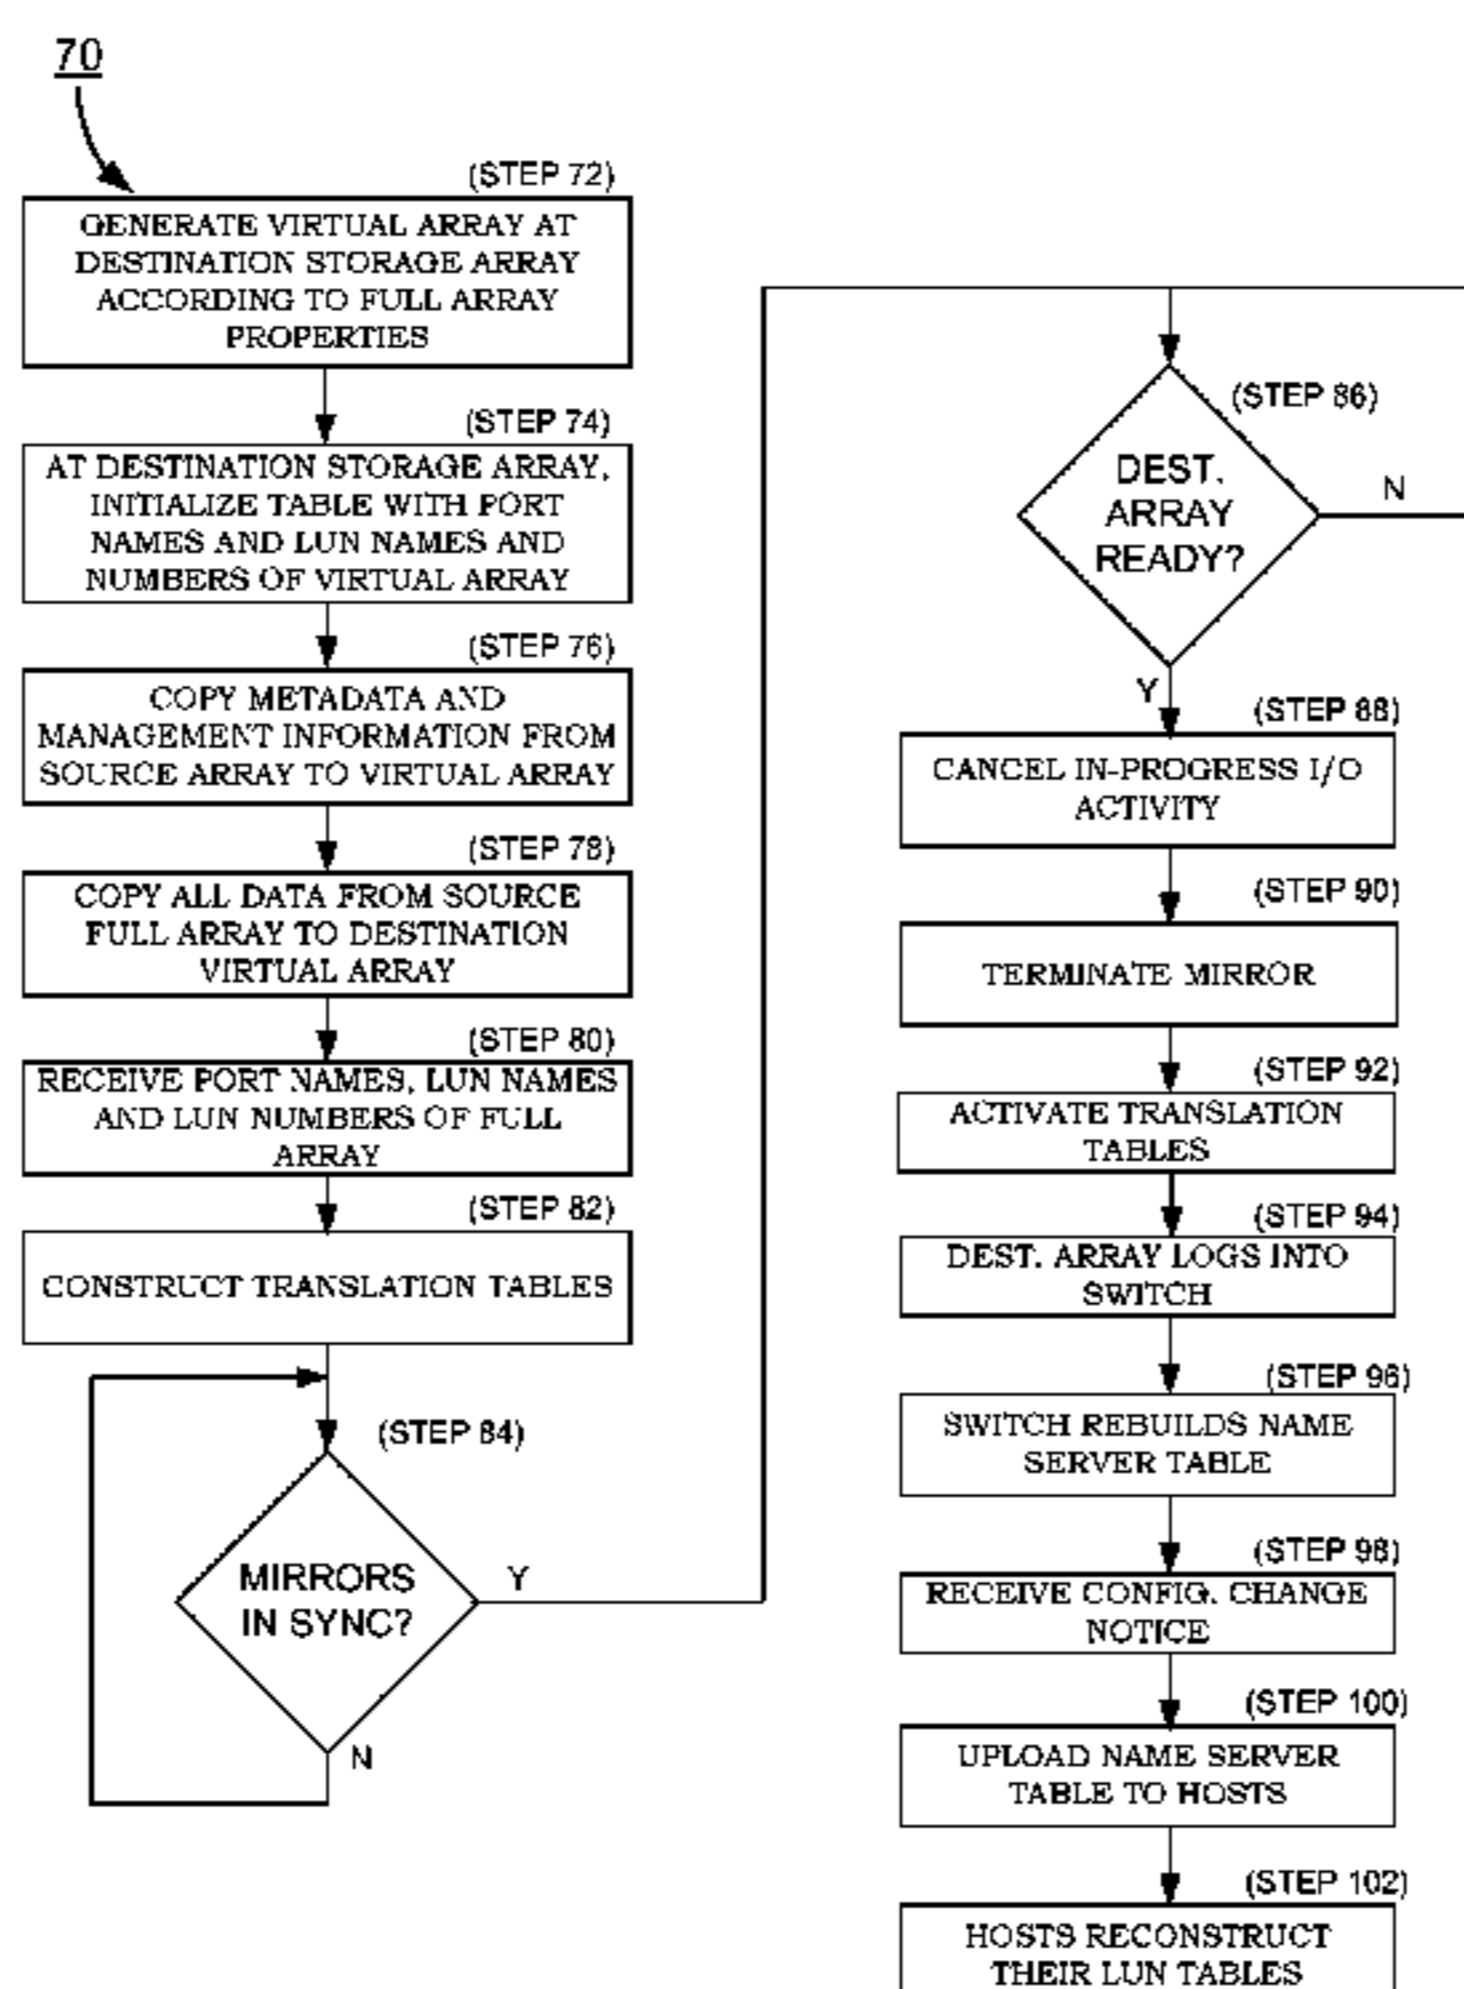 70
(STEP 72)
GENERATE VIRTUAL ARRAY AT
DESTINATION STORAGE ARRAY
ACCORDING TO FULL ARRAY
PROPERTIES
(STEP 74)
AT DESTINATION STORAGE ARRAY,
INITIALIZE TABLE WITH PORT
NAMES AND LUN NAMES AND
NUMBERS OF VIRTUAL ARRAY
(STEP 76)
COPY METADATA AND
MANAGEMENT INFORMATION FROM
SOURCE ARRAY TO VIRTUAL ARRAY
(STEP 78)
COPY ALL DATA FROM SOURCE
FULL ARRAY TO DESTINATION
VIRTUAL ARRAY
(STEP 80)
RECEIVE PORT NAMES, LUN NAMES
AND LUN NUMBERS OF FULL
ARRAY
(STEP 82)
CONSTRUCT TRANSLATION TABLES
(STEP 84)
MIRRORS
IN SYNC?
Y
N
(STEP 86)
DEST.
ARRAY
READY?
N
Y
(STEP 88)
CANCEL IN-PROGRESS I/O
ACTIVITY
(STEP 90)
TERMINATE MIRROR
(STEP 92)
ACTIVATE TRANSLATION
TABLES
(STEP 94)
DEST. ARRAY LOGS INTO
SWITCH
(STEP 96)
SWITCH REBUILDS NAME
SERVER TABLE
(STEP 98)
RECEIVE CONFIG. CHANGE
NOTICE
(STEP 100)
UPLOAD NAME SERVER
TABLE TO HOSTS
(STEP 102)
HOSTS RECONSTRUCT
THEIR LUN TABLES